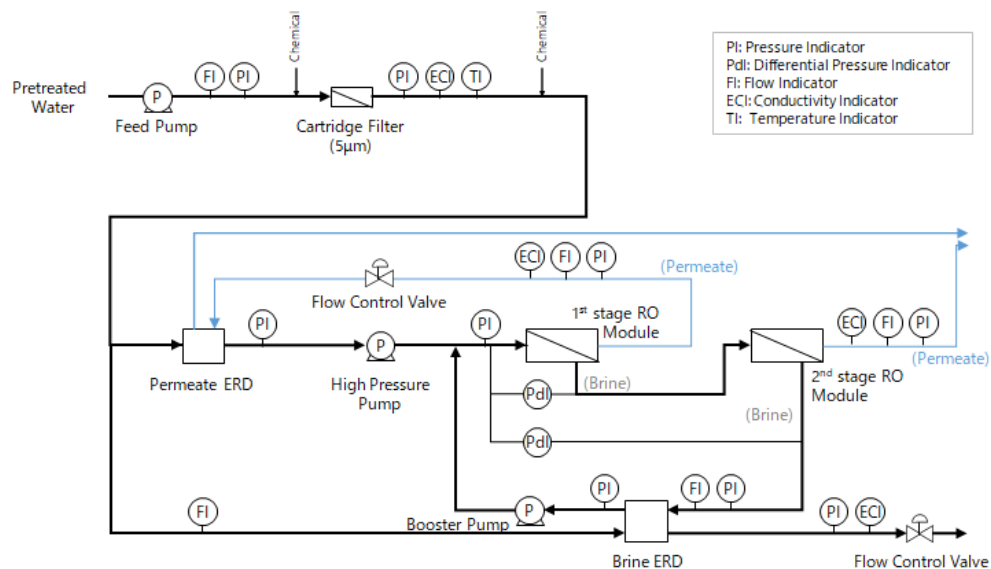 Chemical
Chemical
PI: Pressure Indicator
PdI: Differential Pressure Indicator
FI: Flow Indicator
ECI: Conductivity Indicator
TI: Temperature Indicator
Pretreated
Water
P
FI
PI
PI
ECI
TI
Feed Pump
Cartridge Filter
(5µm)
ECI
FI
PI
(Permeate)
Flow Control Valve
1st stage RO
Module
PI
P
PI
ECI
FI
PI
(Permeate)
Permeate ERD
High Pressure
Pump
(Brine)
2nd stage RO
Module
PdI
(Brine)
PdI
PI
FI
PI
FI
P
Booster Pump
PI
ECI
Brine ERD
Flow Control Valve